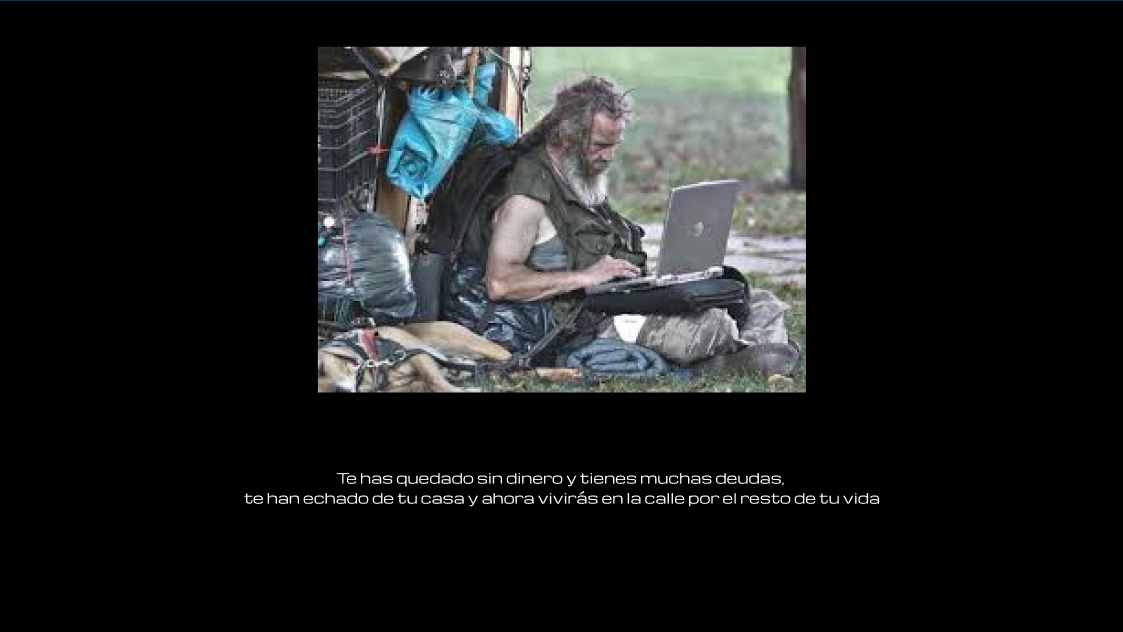 Te has quedado sin dinero y tienes muchas deudas,
te han echado de tu casa y ahora vivirás en la calle por el resto de tu vida